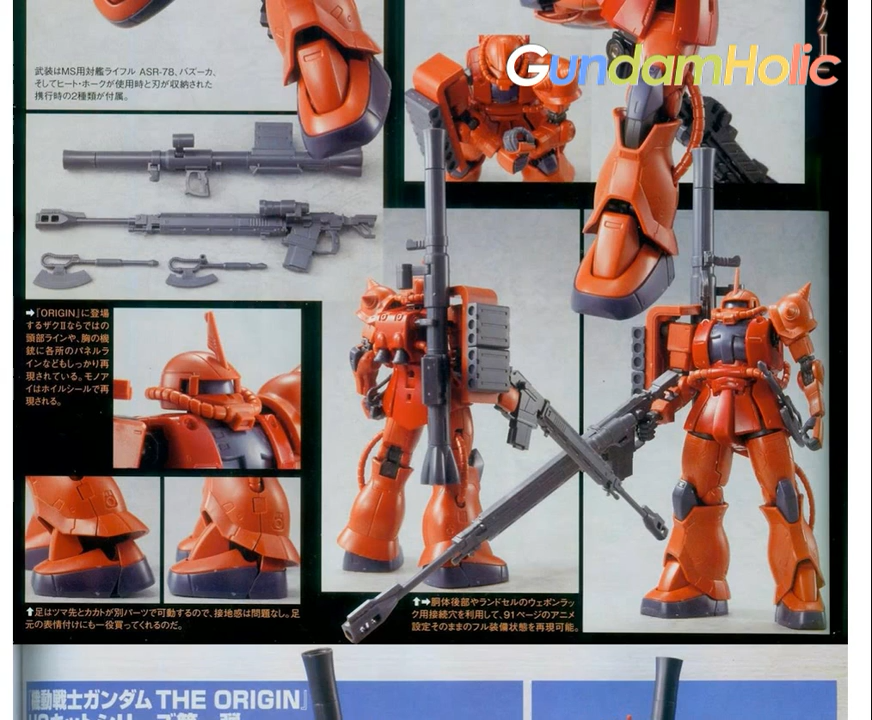 武装はMS用対艦ライフル ASR-78、バズーカ、
そしてヒート・ホークが使用時と刃が収納された
携行時の2種類が付属。
GundamHolic
クII
➡『ORIGIN』に登場
するザクIIならではの
頭部ラインや、胸の機
銃に各所のパネルラ
インなどもしっかり再
現されている。モノア
イはホイルシールで再
現される。
⬆足はツマ先とカカトが別パーツで可動するので、接地感は問題なし。足
元の表情付けにも一役買ってくれるのだ。
⬆➡胴体後部やランドセルのウェポンラッ
ク用接続穴を利用して、91ページのアニメ
設定そのままのフル装備状態を再現可能。
『機動戦士ガンダム THE ORIGIN』